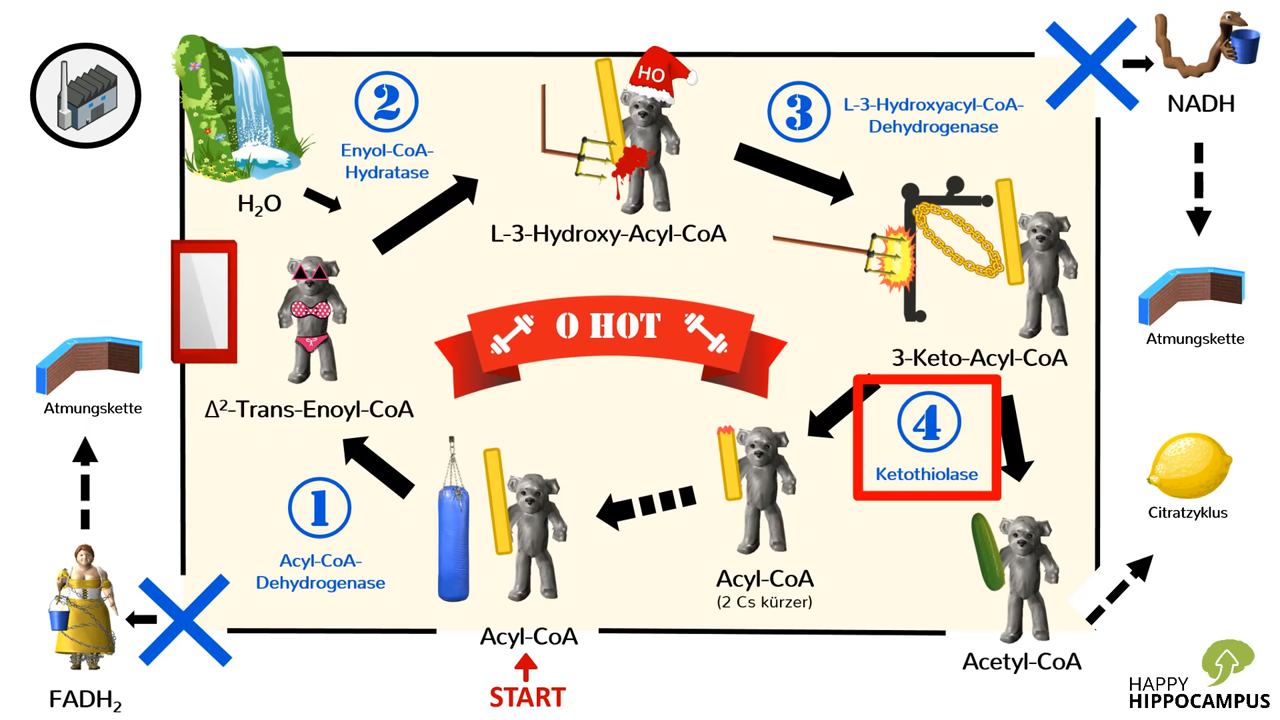 HO
NADH
2
Enyol-CoA-
Hydratase
3
L-3-Hydroxyacyl-CoA-
Dehydrogenase
H₂O
L-3-Hydroxy-Acyl-CoA
O HOT
3-Keto-Acyl-CoA
Atmungskette
Atmungskette
Δ²-Trans-Enoyl-CoA
4
Ketothiolase
1
Acyl-CoA-
Dehydrogenase
Citratzyklus
Acyl-CoA
(2 Cs kürzer)
Acyl-CoA
START
Acetyl-CoA
FADH₂
HAPPY
HIPPOCAMPUS